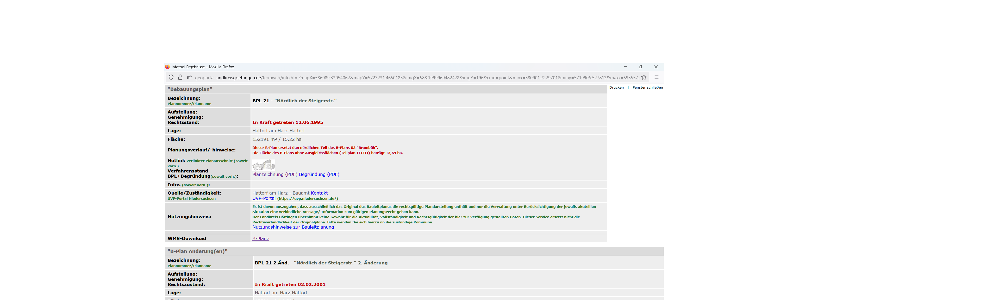 Infotool Ergebnisse – Mozilla Firefox
geoportal.landkreisgoettingen.de/terraweb/info.htm?mapX=586089.33054062&mapY=5723231.4650185&imgX=588.1999969482422&imgY=196&cmd=point&minx=580901.7229701&miny=5719906.527813&maxx=593557.
"Bebauungsplan"
Drucken | Fenster schließen
Bezeichnung:
Plannummer/Planname
BPL 21 - "Nördlich der Steigerstr."
Aufstellung:
Genehmigung:
Rechtsstand:
In Kraft getreten 12.06.1995
Lage:
Hattorf am Harz-Hattorf
Fläche:
152191 m² / 15.22 ha
Planungsverlauf/-hinweise:
Dieser B-Plan ersetzt den nördlichen Teil des B-Plans 03 "Brambüh".
Die Fläche des B-Plans ohne Ausgleichsflächen (Teilplan II+III) beträgt 13,64 ha.
Hotlink verlinkter Planausschnitt (soweit
vorh.)
Verfahrensstand
BPL+Begründung(soweit vorh.):
Planzeichnung (PDF) Begründung (PDF)
Infos (soweit vorh.):
Quelle/Zuständigkeit:
UVP-Portal Niedersachsen
Hattorf am Harz - Bauamt Kontakt
UVP-Portal (https://uvp.niedersachsen.de/)
Nutzungshinweis:
Es ist davon auszugehen, dass ausschließlich das Original des Bauleitplanes die rechtsgültige Plandarstellung enthält und nur die Verwaltung unter Berücksichtigung der jeweils akutelllen
Situation eine verbindliche Aussage/ Information zum gültigen Planungsrecht geben kann.
Der Landkreis Göttingen übernimmt keine Gewähr für die Aktuallität, Vollständigkeit und Rechtsgültigkeit der hier zur Verfügung gestellten Daten. Dieser Service ersetzt nicht die
Rechtsverbindlichkeit der Originalpläne. Bitte wenden Sie sich hierzu an die zuständige Kommune.
Nutzungshinweise zur Bauleitplanung
WMS-Download
B-Pläne
"B-Plan Änderung(en)"
Bezeichnung:
Plannummer/Planname
BPL 21 2.Änd. - "Nördlich der Steigerstr." 2. Änderung
Aufstellung:
Genehmigung:
Rechtszustand:
In Kraft getreten 02.02.2001
Lage:
Hattorf am Harz-Hattorf